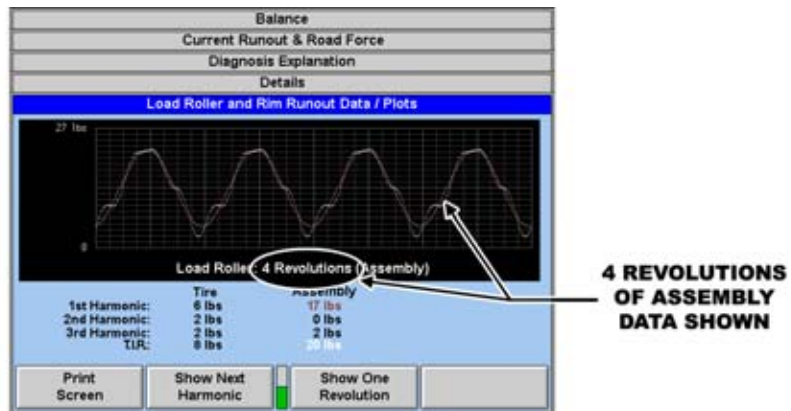 Balance
Current Runout & Road Force
Diagnosis Explanation
Details
Load Roller and Rim Runout Data / Plots
27 lbs
0
Load Roller: 4 Revolutions (Assembly)
Tire Assembly
1st Harmonic: 6 lbs 17 lbs
2nd Harmonic: 2 lbs 0 lbs
3rd Harmonic: 2 lbs 2 lbs
T.I.R.: 8 lbs 20 lbs
Print Screen
Show Next Harmonic
Show One Revolution
4 REVOLUTIONS
OF ASSEMBLY
DATA SHOWN